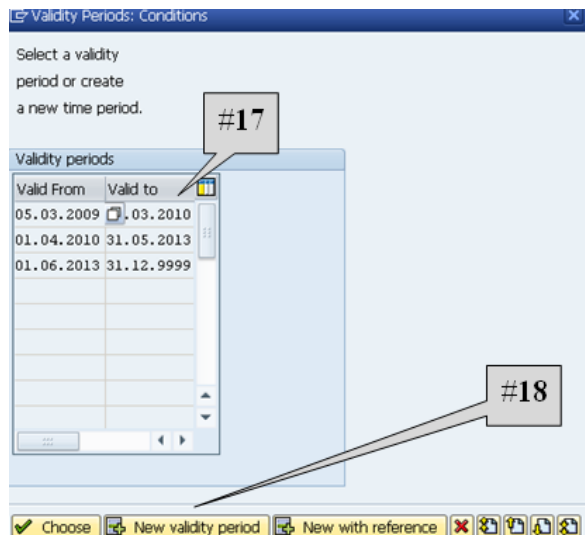 Validity Periods: Conditions
Select a validity
period or create
a new time period.
#17
Validity periods
Valid From Valid to
05.03.2009 .03.2010
01.04.2010 31.05.2013
01.06.2013 31.12.9999
#18
Choose New validity period New with reference